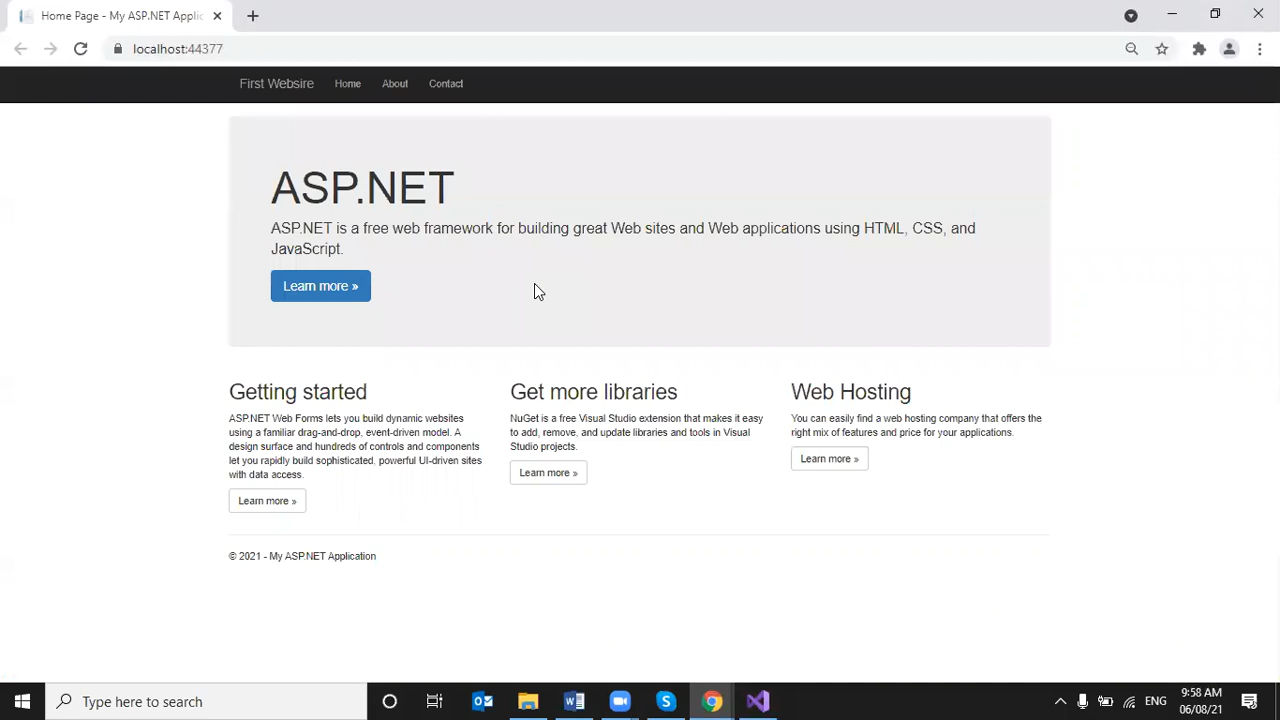 Home Page - My ASP.NET Applic
localhost:44377
First Websire
Home
About
Contact
ASP.NET
ASP.NET is a free web framework for building great Web sites and Web applications using HTML, CSS, and
JavaScript.
Learn more »
Getting started
ASP.NET Web Forms lets you build dynamic websites
using a familiar drag-and-drop, event-driven model. A
design surface and hundreds of controls and components
let you rapidly build sophisticated, powerful UI-driven sites
with data access.
Learn more »
Get more libraries
NuGet is a free Visual Studio extension that makes it easy
to add, remove, and update libraries and tools in Visual
Studio projects.
Learn more »
Web Hosting
You can easily find a web hosting company that offers the
right mix of features and price for your applications.
Learn more »
© 2021 - My ASP.NET Application
Type here to search
ENG
9:58 AM
06/08/21